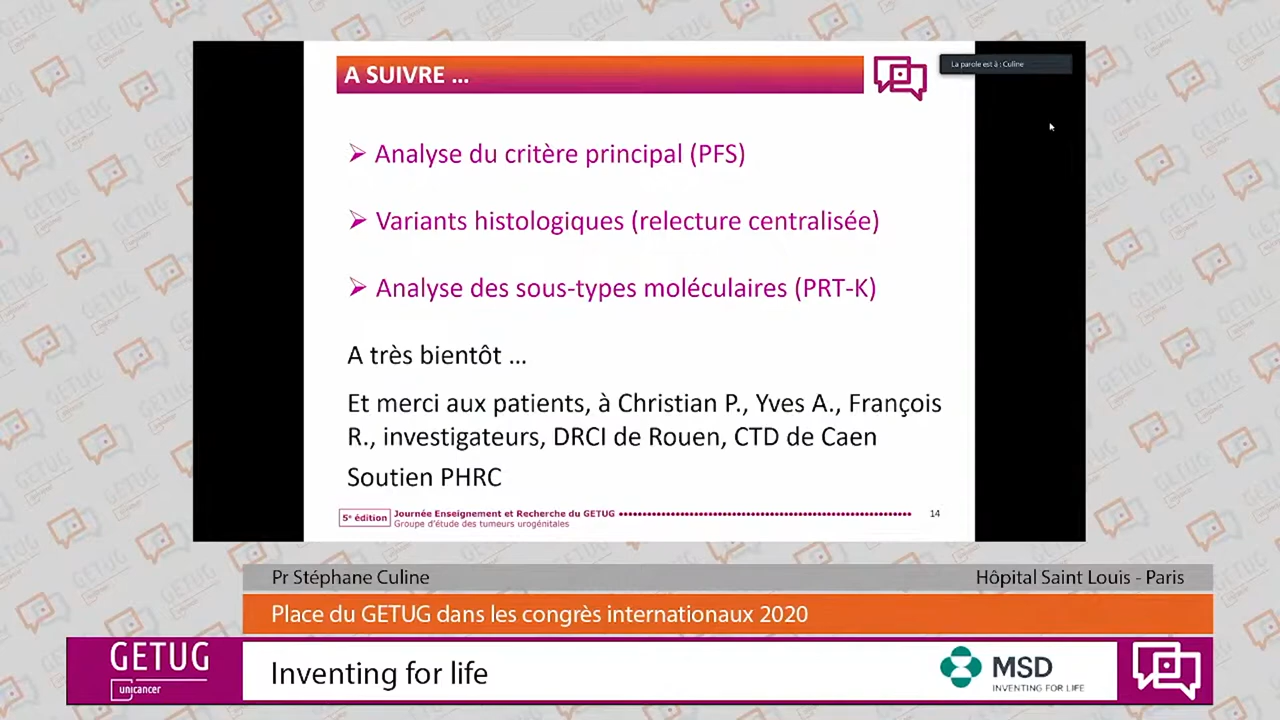 A SUIVRE ...
La parole est à : Culine
Analyse du critère principal (PFS)
Variants histologiques (relecture centralisée)
Analyse des sous-types moléculaires (PRT-K)
A très bientôt ...
Et merci aux patients, à Christian P., Yves A., François
R., investigateurs, DRCI de Rouen, CTD de Caen
Soutien PHRC
5e édition
Journée Enseignement et Recherche du GETUG
Groupe d'étude des tumeurs urogénitales
14
Pr Stéphane Culine
Hôpital Saint Louis - Paris
Place du GETUG dans les congrès internationaux 2020
GETUG
unicancer
Inventing for life
MSD
INVENTING FOR LIFE